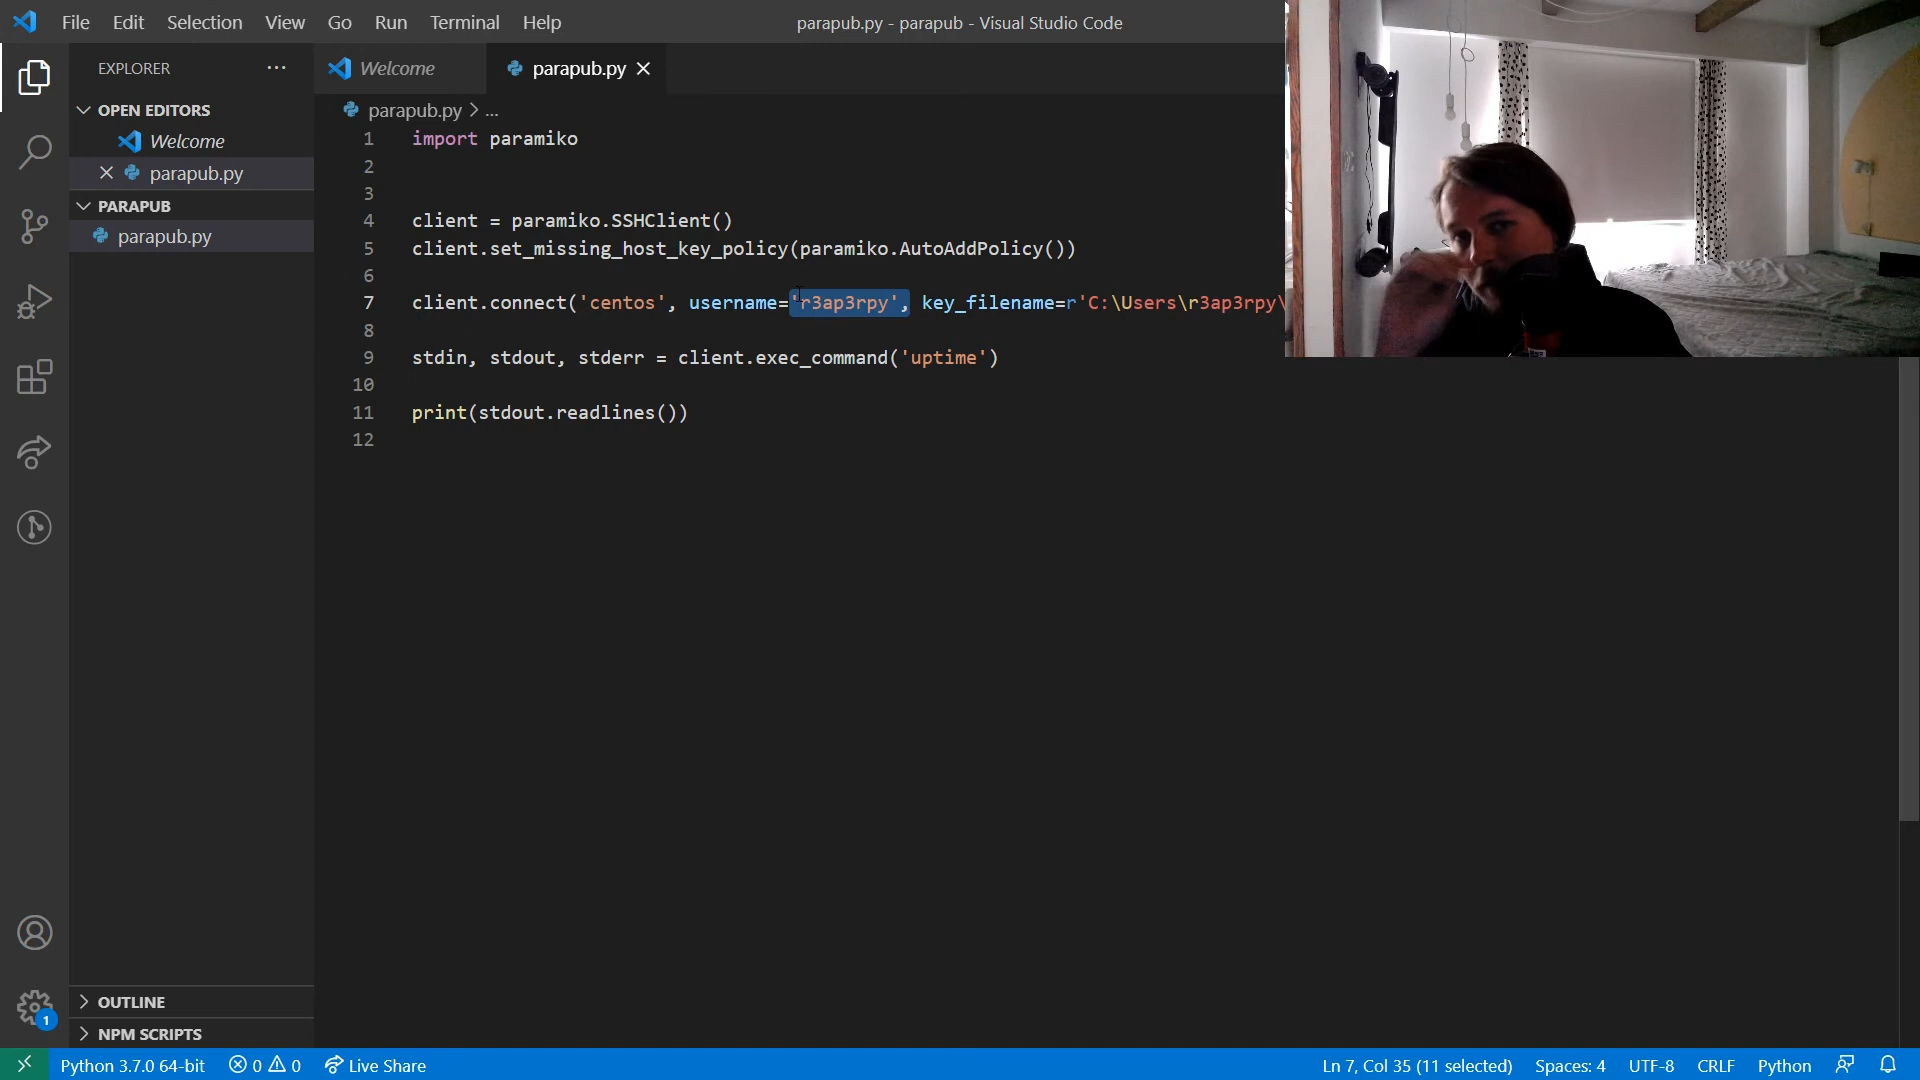 File Edit Selection View Go Run Terminal Help
parapub.py - parapub - Visual Studio Code
EXPLORER
OPEN EDITORS
Welcome
parapub.py
PARAPUB
parapub.py
OUTLINE
NPM SCRIPTS
Welcome
parapub.py
parapub.py > ...
1 import paramiko
2
3
4 client = paramiko.SSHClient()
5 client.set_missing_host_key_policy(paramiko.AutoAddPolicy())
6
7 client.connect('centos', username='r3ap3rpy', key_filename=r'C:\Users\r3ap3rpy\
8
9 stdin, stdout, stderr = client.exec_command('uptime')
10
11 print(stdout.readlines())
12
1
Python 3.7.0 64-bit 0 0 Live Share
Ln 7, Col 35 (11 selected) Spaces: 4 UTF-8 CRLF Python